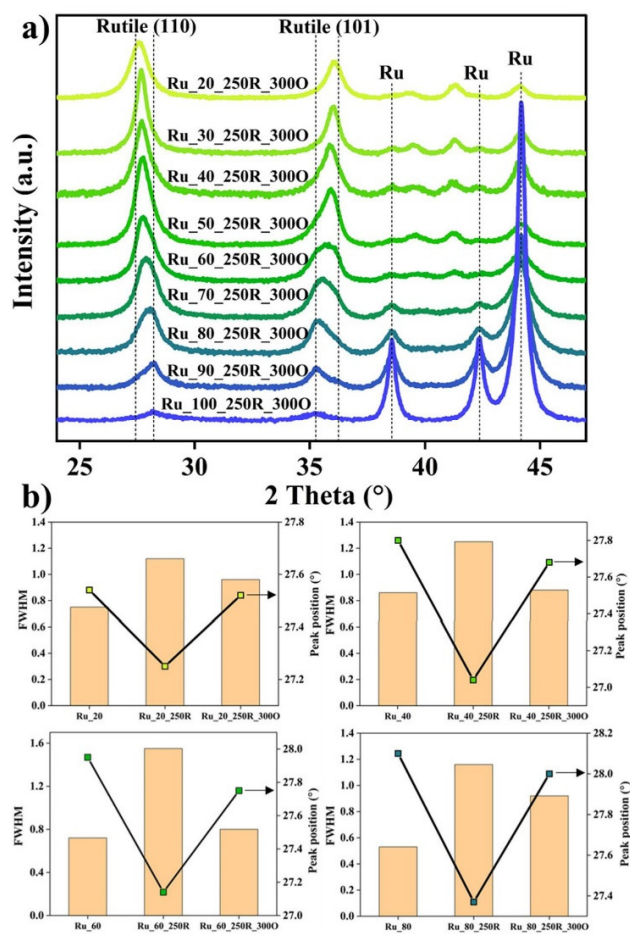 a)
Rutile (110)
Rutile (101)
Ru
Ru
Ru
Ru_20_250R_300O
Ru_30_250R_300O
Ru_40_250R_300O
Ru_50_250R_300O
Ru_60_250R_300O
Ru_70_250R_300O
Ru_80_250R_300O
Ru_90_250R_300O
Ru_100_250R_300O
Intensity (a.u.)
25 30 35 40 45
2 Theta (°)
b)
1.4
1.2
1.0
0.8
0.6
0.4
0.2
0.0
FWHM
27.8
27.6
27.4
27.2
Peak position (°)
Ru_20 Ru_20_250R Ru_20_250R_300O
1.4
1.2
1.0
0.8
0.6
0.4
0.2
0.0
FWHM
27.8
27.6
27.4
27.2
27.0
Peak position (°)
Ru_40 Ru_40_250R Ru_40_250R_300O
1.6
1.2
0.8
0.4
0.0
FWHM
28.0
27.8
27.6
27.4
27.2
27.0
Peak position (°)
Ru_60 Ru_60_250R Ru_60_250R_300O
1.4
1.2
1.0
0.8
0.6
0.4
0.2
0.0
FWHM
28.2
28.0
27.8
27.6
27.4
Peak position (°)
Ru_80 Ru_80_250R Ru_80_250R_300O